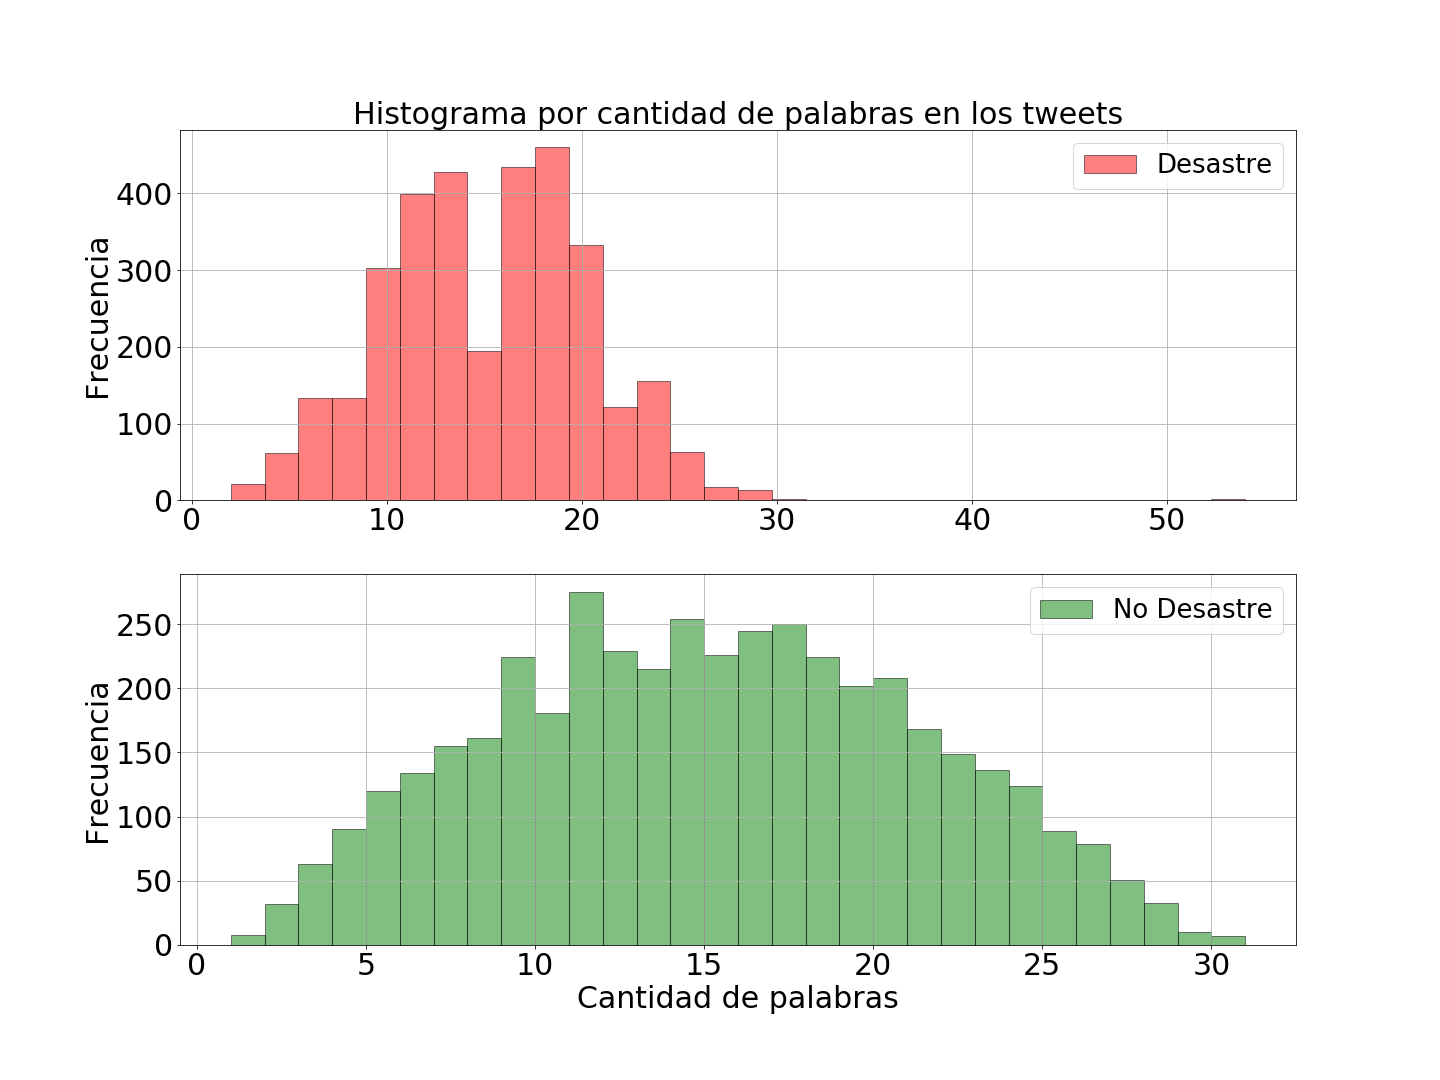 Histograma por cantidad de palabras en los tweets
Desastre
Frecuencia
400
300
200
100
0
0 10 20 30 40 50
No Desastre
Frecuencia
250
200
150
100
50
0
0 5 10 15 20 25 30
Cantidad de palabras